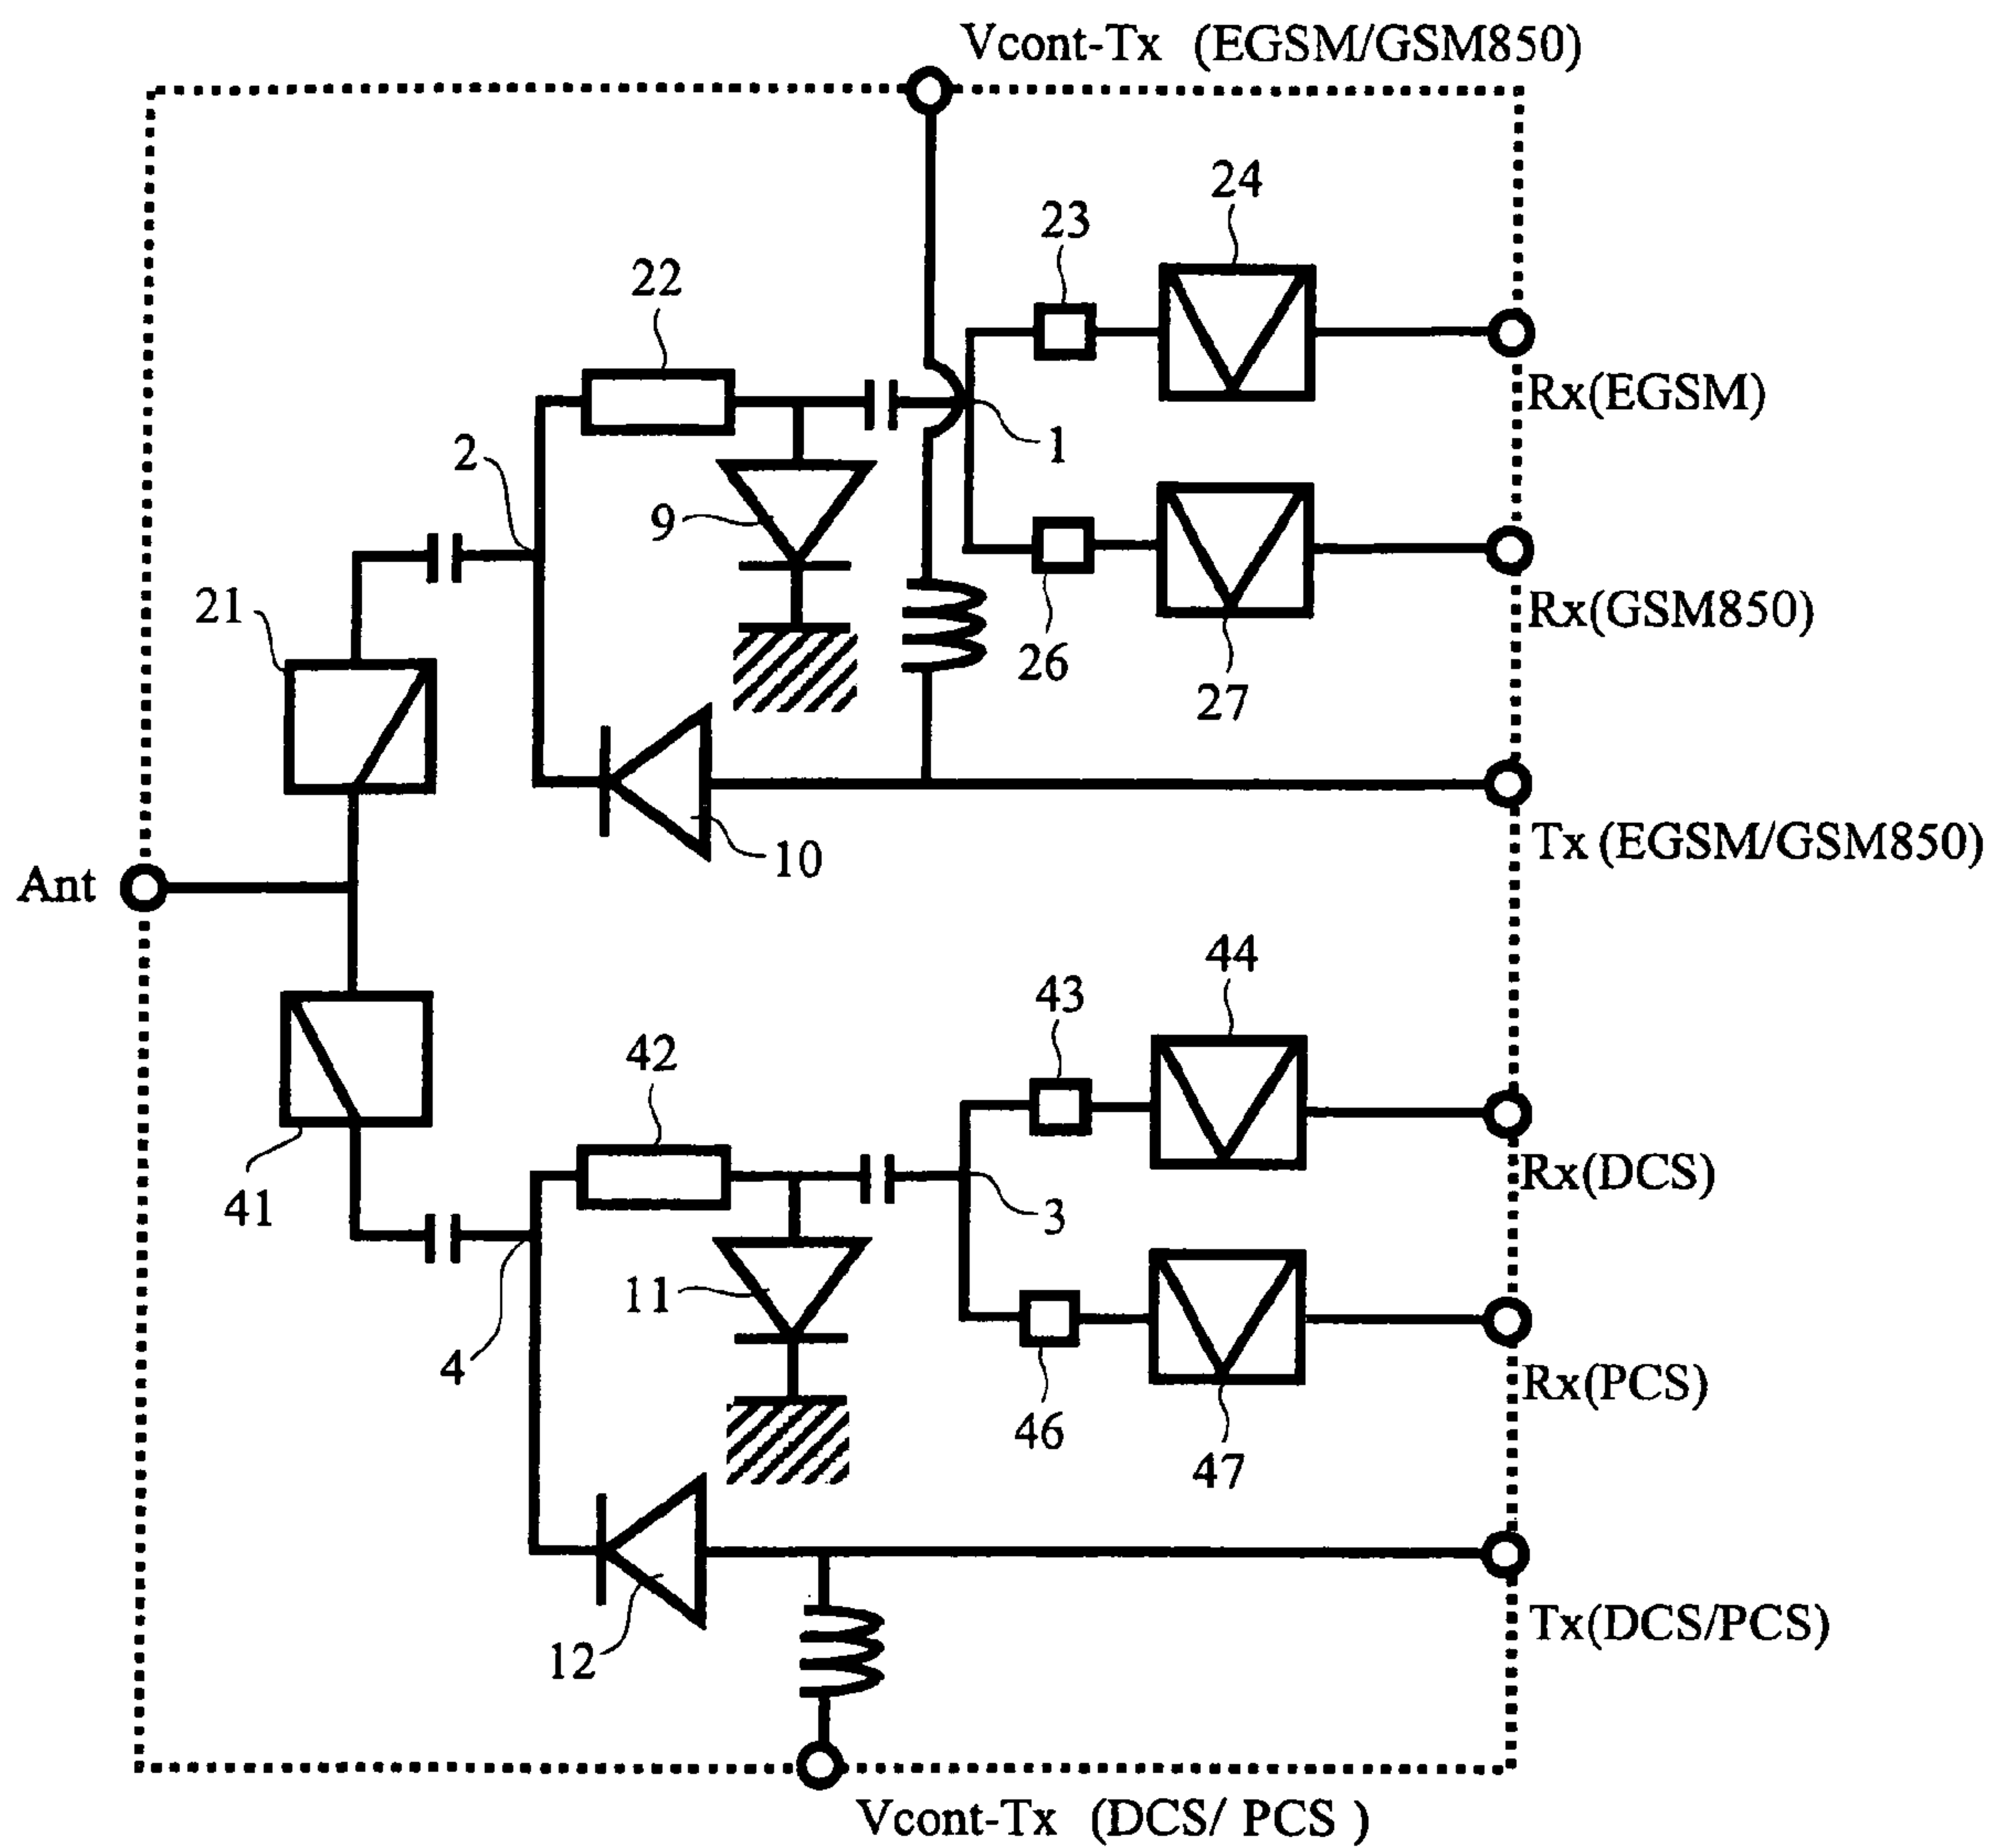 Vcont-Tx (EGSM/GSM850)
24
23
22
Rx(EGSM)
1
2
9
21
Rx(GSM850)
26
27
Tx (EGSM/GSM850)
10
Ant
44
43
42
Rx(DCS)
41
3
11
4
Rx(PCS)
46
47
Tx(DCS/PCS)
12
Vcont-Tx (DCS/ PCS )